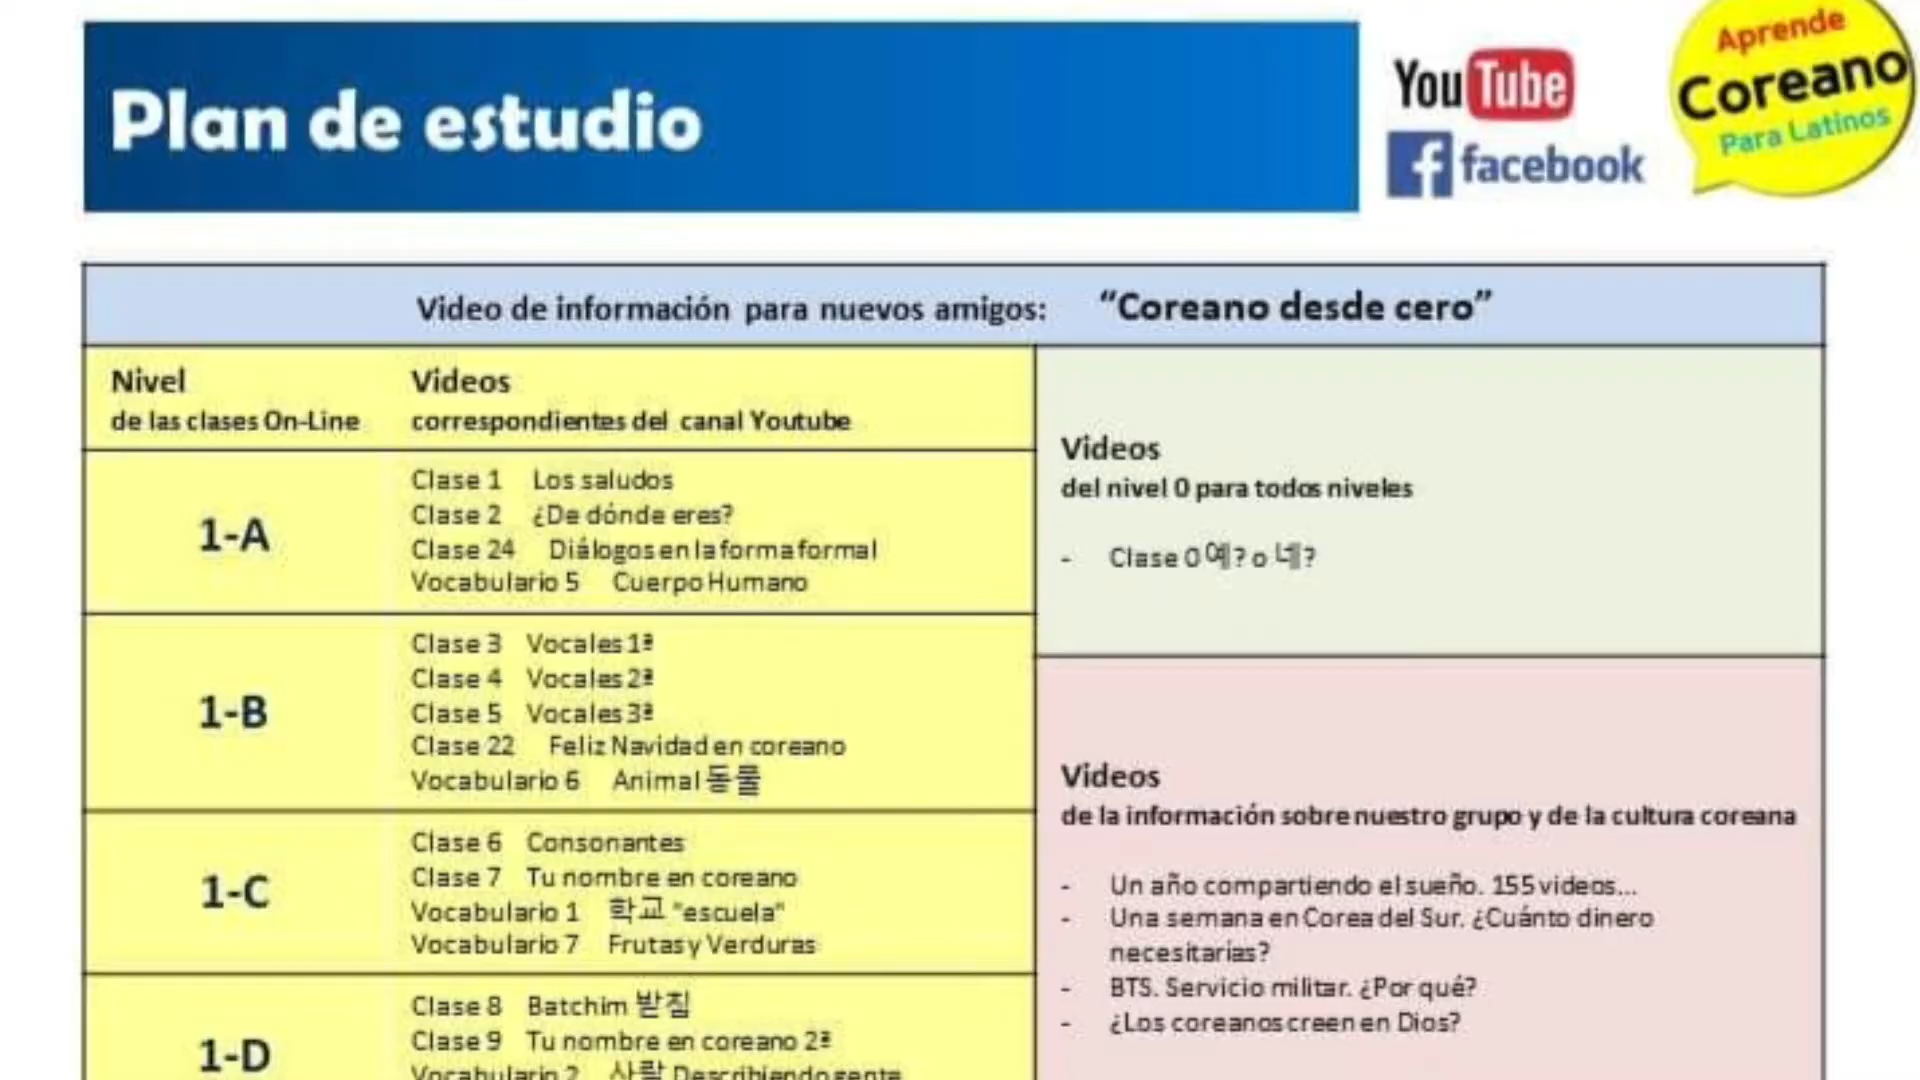 Plan de estudio
YouTube
facebook
Aprende
Coreano
Para Latinos
Video de información para nuevos amigos: “Coreano desde cero”
Nivel
de las clases On-Line
Videos
correspondientes del canal Youtube
1-A
Clase 1 Los saludos
Clase 2 ¿De dónde eres?
Clase 24 Diálogos en la forma formal
Vocabulario 5 Cuerpo Humano
1-B
Clase 3 Vocales 1ª
Clase 4 Vocales 2ª
Clase 5 Vocales 3ª
Clase 22 Feliz Navidad en coreano
Vocabulario 6 Animal 동물
1-C
Clase 6 Consonantes
Clase 7 Tu nombre en coreano
Vocabulario 1 학교 "escuela"
Vocabulario 7 Frutas y Verduras
1-D
Clase 8 Batchim 받침
Clase 9 Tu nombre en coreano 2ª
Vocabulario 2 사람 Describiendo gente
Videos
del nivel 0 para todos niveles
- Clase 0 예? o 네?
Videos
de la información sobre nuestro grupo y de la cultura coreana
- Un año compartiendo el sueño. 155 videos...
- Una semana en Corea del Sur. ¿Cuánto dinero
necesitarías?
- BTS. Servicio militar. ¿Por qué?
- ¿Los coreanos creen en Dios?